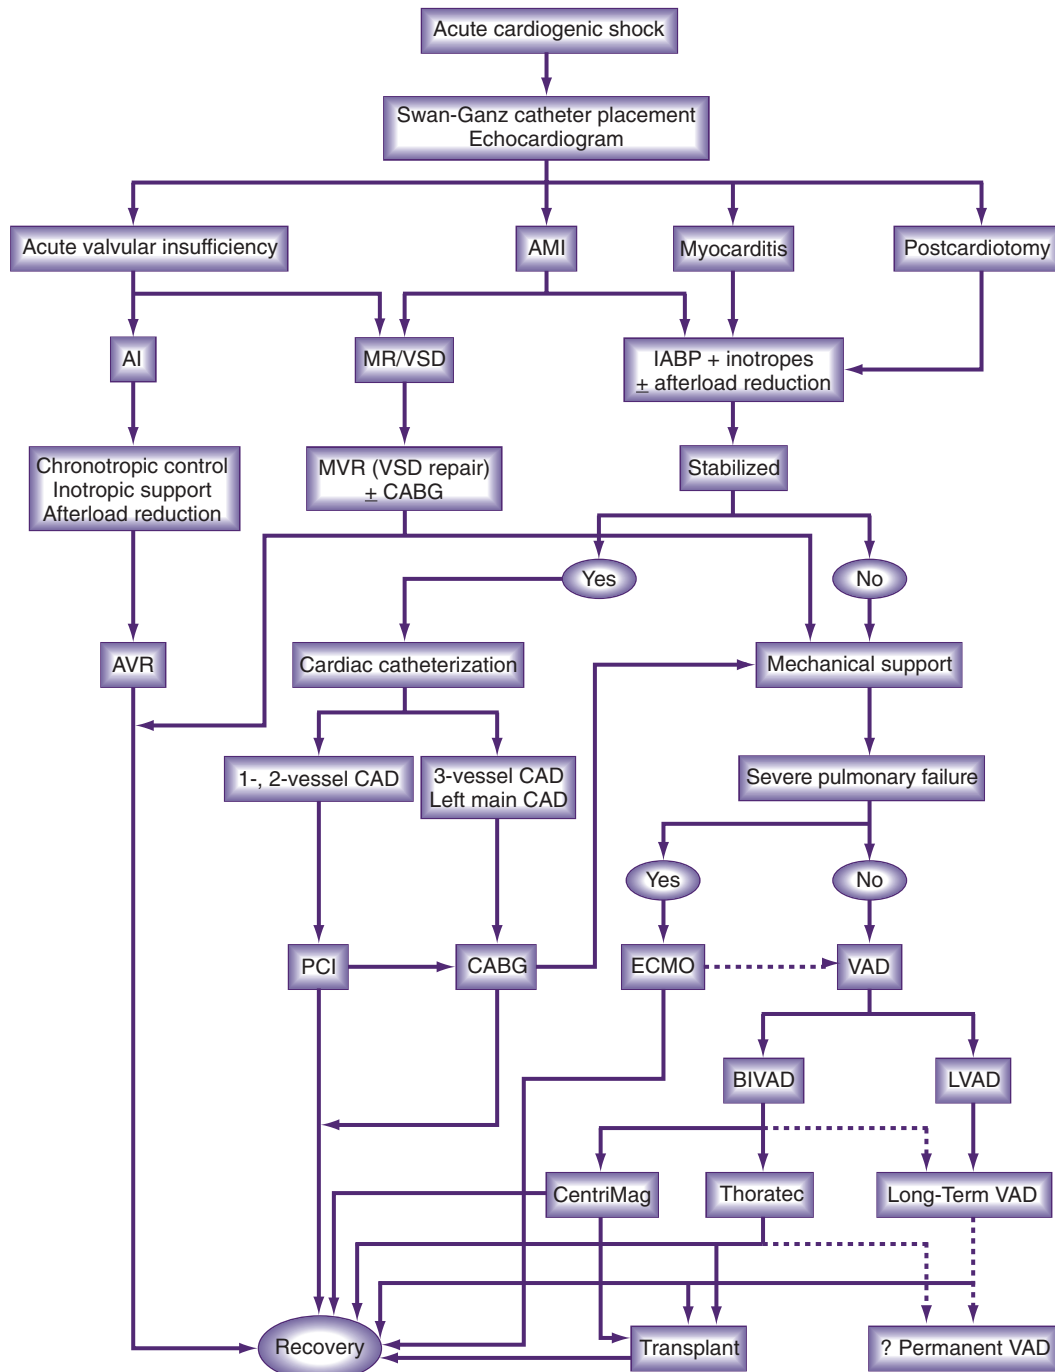 Acute cardiogenic shock
Swan-Ganz catheter placement
Echocardiogram
Acute valvular insufficiency
AMI
Myocarditis
Postcardiotomy
AI
MR/VSD
IABP + inotropes
± afterload reduction
Chronotropic control
Inotropic support
Afterload reduction
MVR (VSD repair)
± CABG
Stabilized
Yes
No
AVR
Cardiac catheterization
Mechanical support
1-, 2-vessel CAD
3-vessel CAD
Left main CAD
Severe pulmonary failure
Yes
No
PCI
CABG
ECMO
VAD
BIVAD
LVAD
CentriMag
Thoratec
Long-Term VAD
Recovery
Transplant
? Permanent VAD